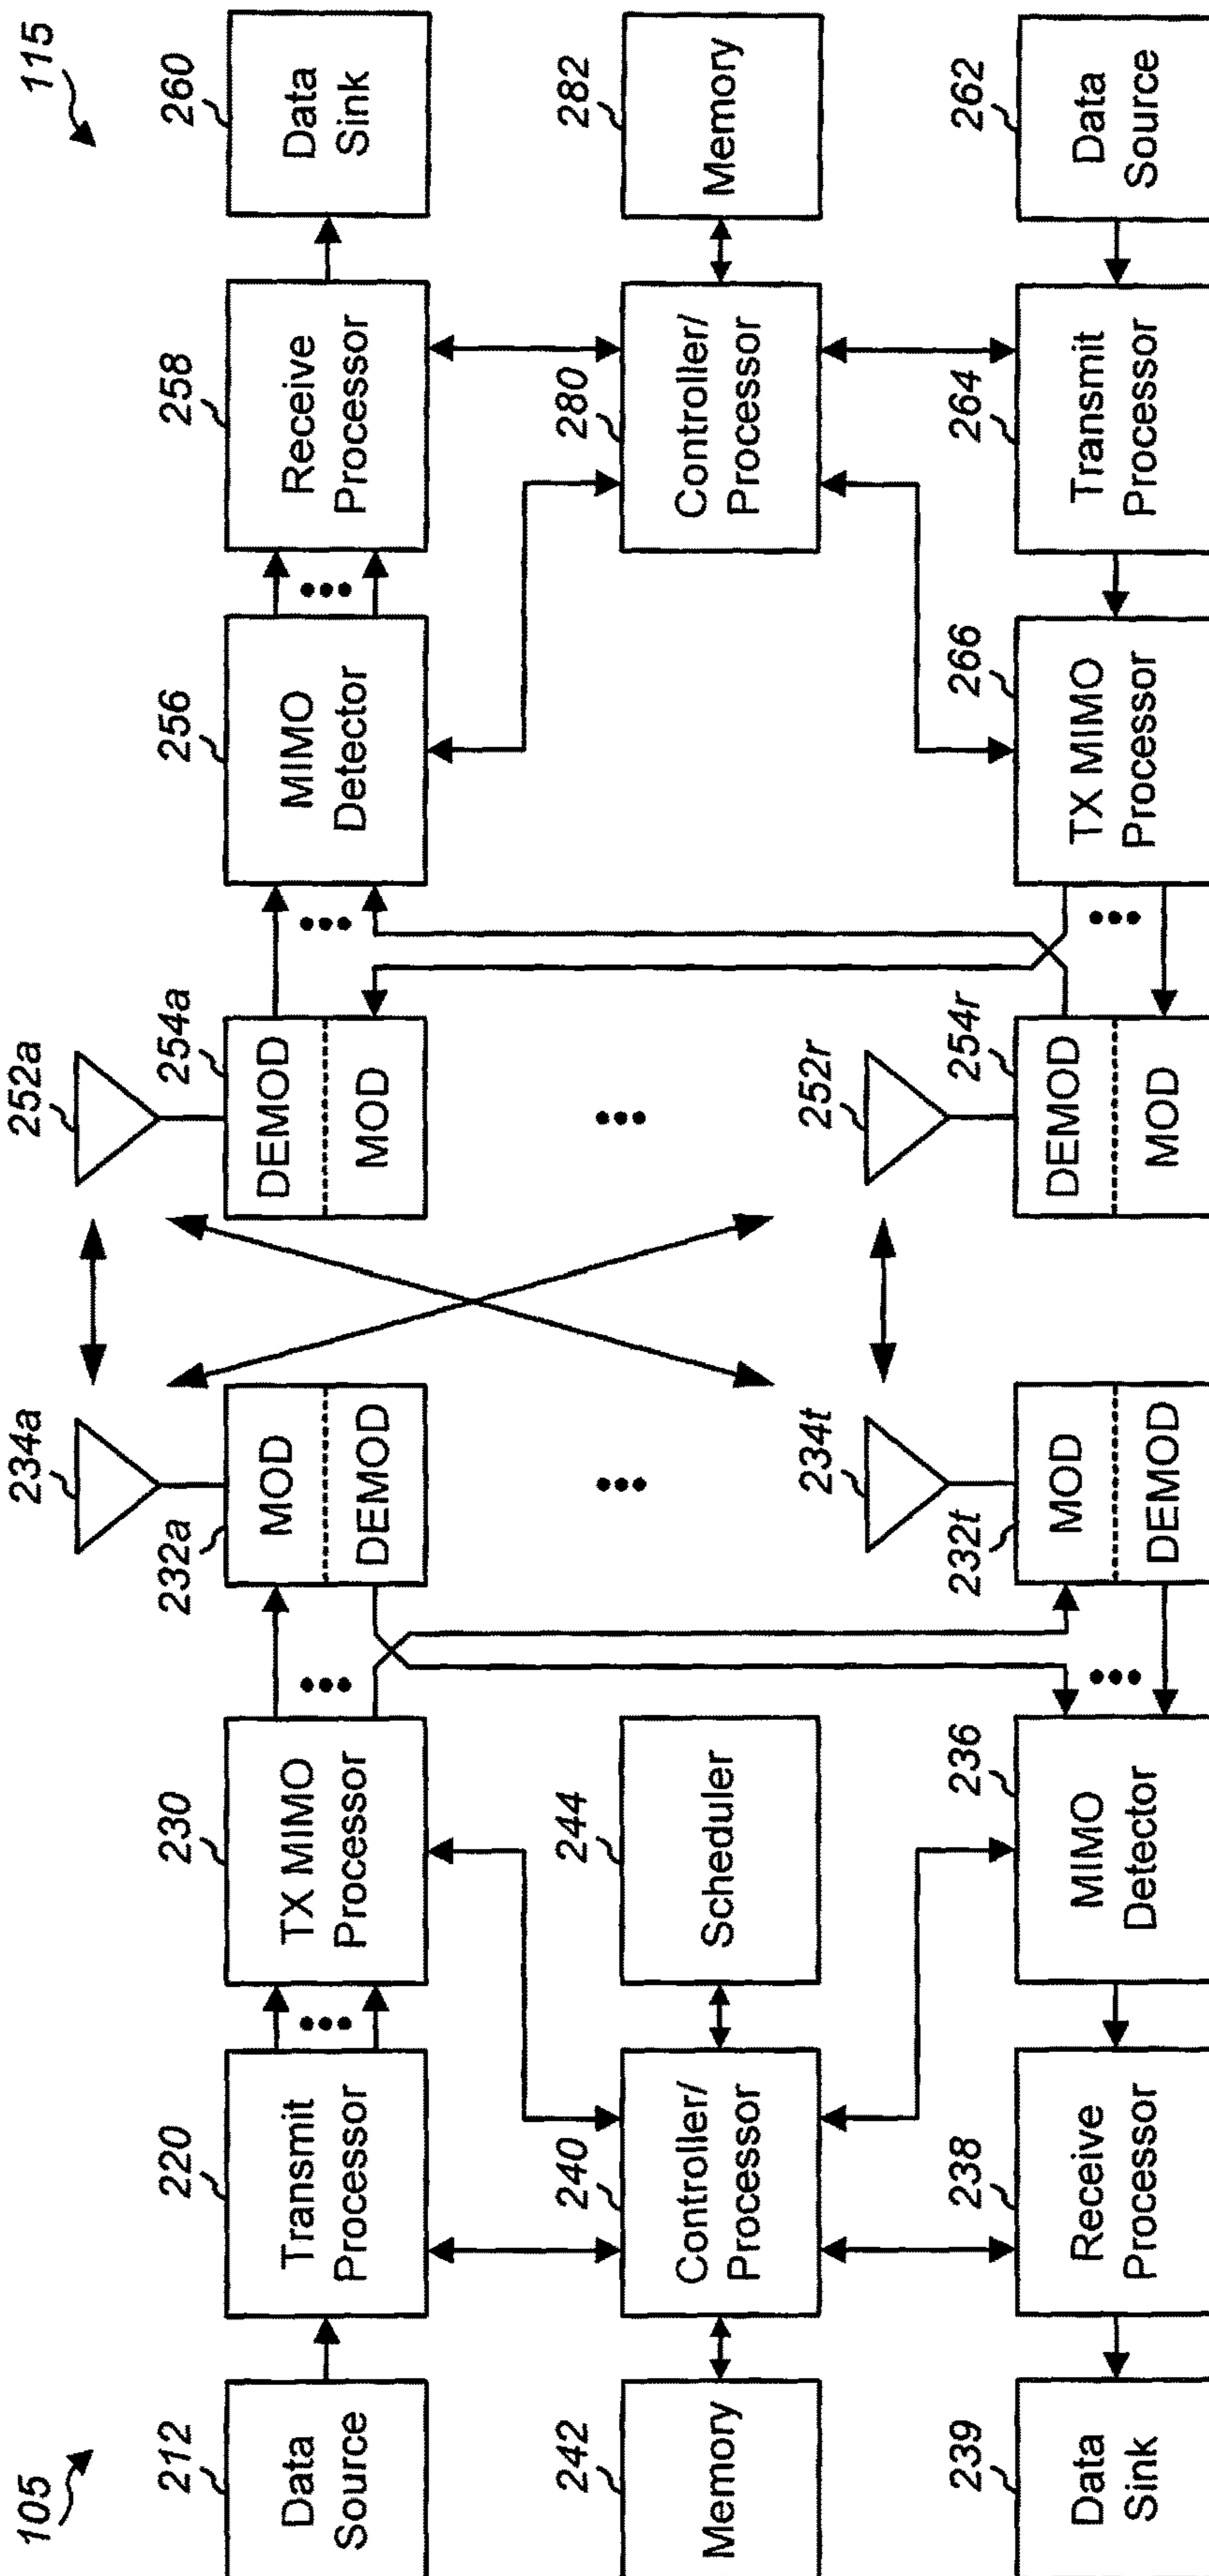 105
115
212
Data
Source
220
Transmit
Processor
230
TX MIMO
Processor
232a
MOD
DEMOD
234a
252a
254a
DEMOD
MOD
256
MIMO
Detector
258
Receive
Processor
260
Data
Sink
242
Memory
240
Controller/
Processor
244
Scheduler
280
Controller/
Processor
282
Memory
239
Data
Sink
238
Receive
Processor
236
MIMO
Detector
232t
MOD
DEMOD
234t
252r
254r
DEMOD
MOD
266
TX MIMO
Processor
264
Transmit
Processor
262
Data
Source